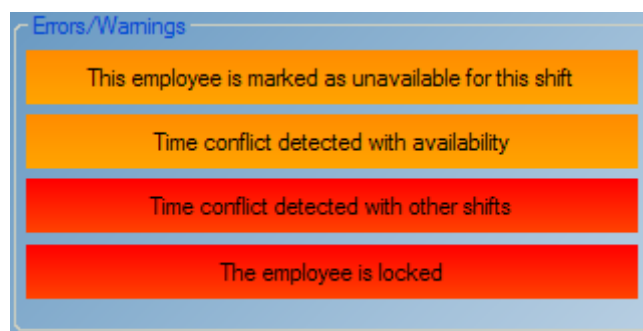 Errors/Warnings
This employee is marked as unavailable for this shift
Time conflict detected with availability
Time conflict detected with other shifts
The employee is locked